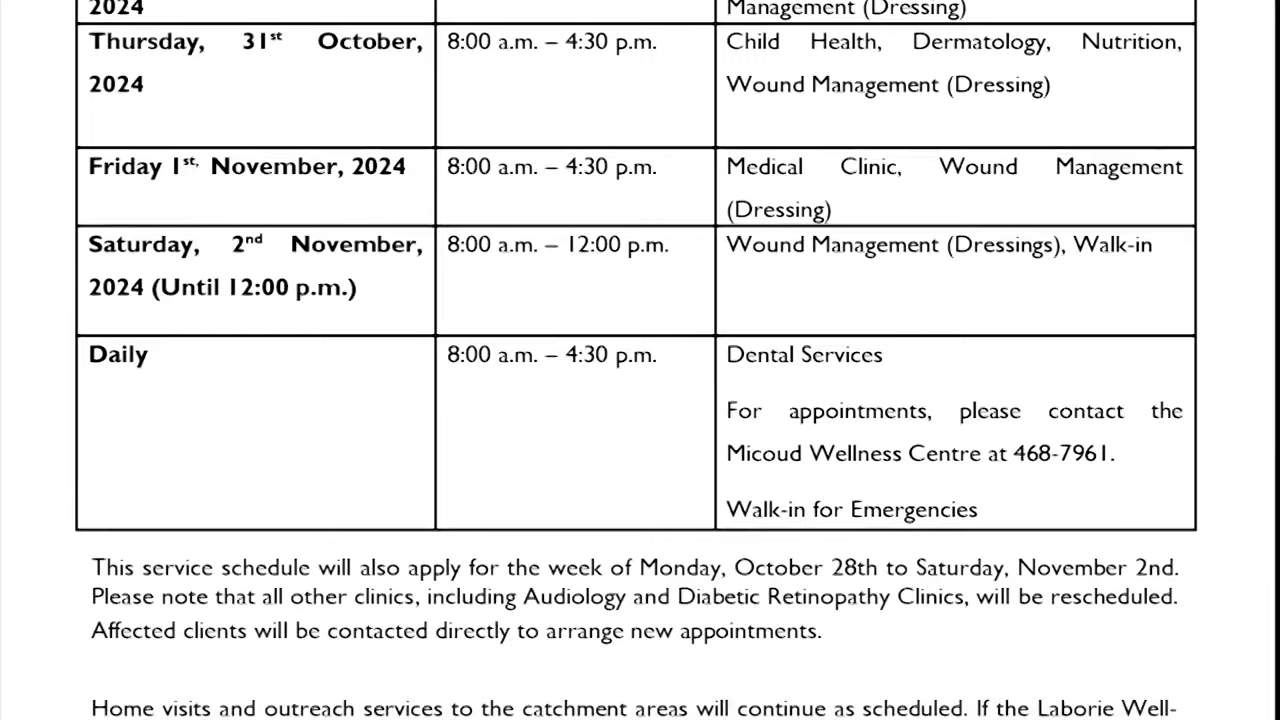 2024
Management (Dressing)
Thursday, 31st October,
2024
8:00 a.m. – 4:30 p.m.
Child Health, Dermatology, Nutrition,
Wound Management (Dressing)
Friday 1st, November, 2024
8:00 a.m. – 4:30 p.m.
Medical Clinic, Wound Management
(Dressing)
Saturday, 2nd November,
2024 (Until 12:00 p.m.)
8:00 a.m. – 12:00 p.m.
Wound Management (Dressings), Walk-in
Daily
8:00 a.m. – 4:30 p.m.
Dental Services
For appointments, please contact the
Micoud Wellness Centre at 468-7961.
Walk-in for Emergencies
This service schedule will also apply for the week of Monday, October 28th to Saturday, November 2nd.
Please note that all other clinics, including Audiology and Diabetic Retinopathy Clinics, will be rescheduled.
Affected clients will be contacted directly to arrange new appointments.
Home visits and outreach services to the catchment areas will continue as scheduled. If the Laborie Well-